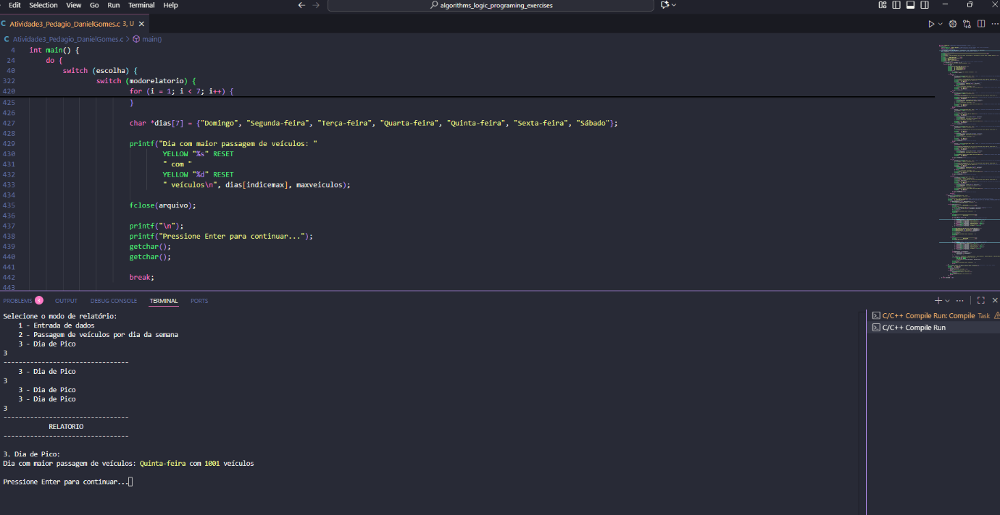 Edit Selection View Go Run Terminal Help
algorithms_logic_programing_exercises
Atividade3_Pedagio_DanielGomes.c 3, U
Atividade3_Pedagio_DanielGomes.c > main()
4 int main() {
24 do {
40 switch (escolha) {
322 switch (modorelatorio) {
420 for (i = 1; i < 7; i++) {
425 }
426
427 char *dias[7] = {"Domingo", "Segunda-feira", "Terça-feira", "Quarta-feira", "Quinta-feira", "Sexta-feira", "Sábado"};
428
429 printf("Dia com maior passagem de veículos: "
430 YELLOW "%s" RESET
431 " com "
432 YELLOW "%d" RESET
433 " veículos\n", dias[indicemax], maxveiculos);
434
435 fclose(arquivo);
436
437 printf("\n");
438 printf("Pressione Enter para continuar...");
439 getchar();
440 getchar();
441
442 break;
443
PROBLEMS 3 OUTPUT DEBUG CONSOLE TERMINAL PORTS
Selecione o modo de relatório:
1 - Entrada de dados
2 - Passagem de veículos por dia da semana
3 - Dia de Pico
3
---------------------------------
3 - Dia de Pico
3
3 - Dia de Pico
3 - Dia de Pico
3
---------------------------------
RELATORIO
---------------------------------
3. Dia de Pico:
Dia com maior passagem de veículos: Quinta-feira com 1001 veículos
Pressione Enter para continuar...
C/C++ Compile Run: Compile Task
C/C++ Compile Run